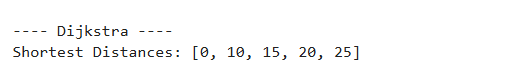 ---- Dijkstra ----
Shortest Distances: [0, 10, 15, 20, 25]